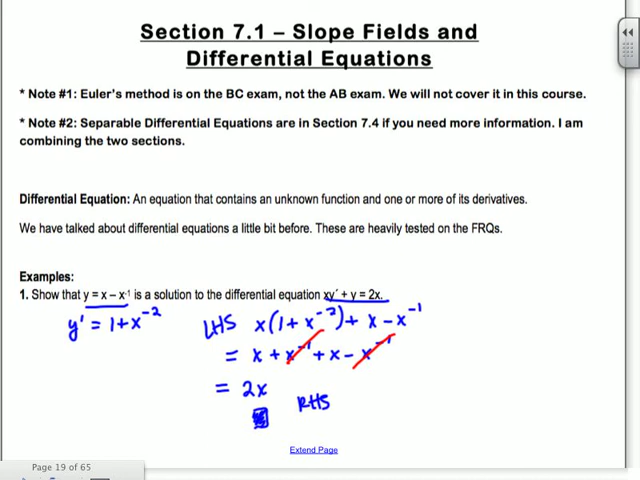 Section 7.1 – Slope Fields and
Differential Equations
* Note #1: Euler's method is on the BC exam, not the AB exam. We will not cover it in this course.
* Note #2: Separable Differential Equations are in Section 7.4 if you need more information. I am
combining the two sections.
Differential Equation: An equation that contains an unknown function and one or more of its derivatives.
We have talked about differential equations a little bit before. These are heavily tested on the FRQs.
Examples:
1. Show that y = x – x⁻¹ is a solution to the differential equation xy′ + y = 2x.
y' = 1 + x⁻² LHS x(1 + x⁻²) + x – x⁻¹
= x + x⁻¹ + x – x⁻¹
= 2x
RHS
Extend Page
Page 19 of 65